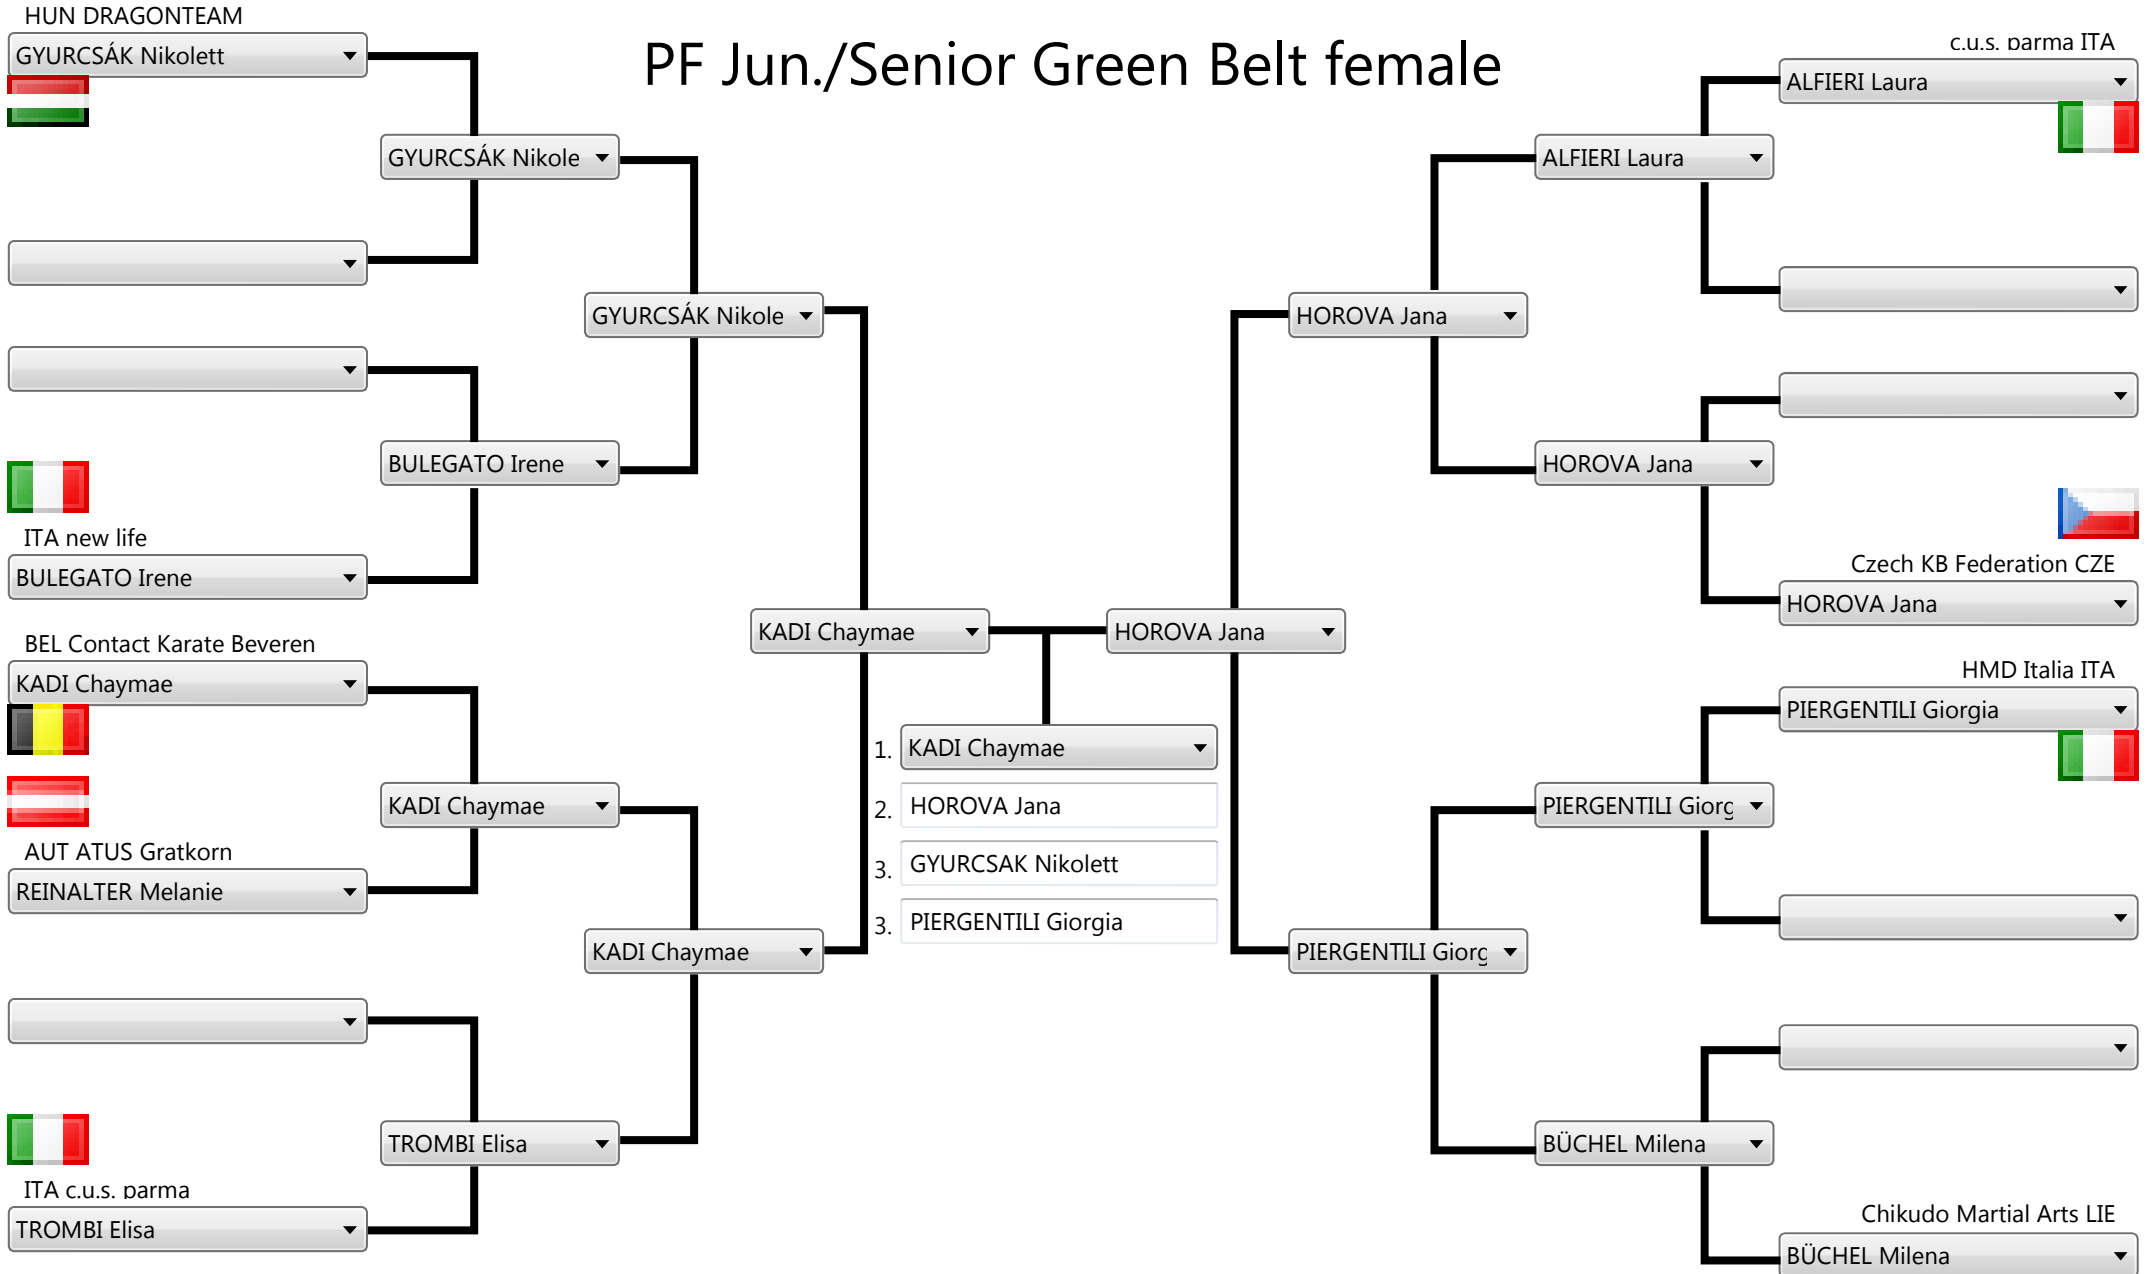 HUN DRAGONTEAM
GYURCSÁK Nikolett
PF Jun./Senior Green Belt female
c.u.s. parma ITA
ALFIERI Laura
GYURCSÁK Nikole
ALFIERI Laura
GYURCSÁK Nikole
HOROVA Jana
BULEGATO Irene
HOROVA Jana
ITA new life
BULEGATO Irene
Czech KB Federation CZE
HOROVA Jana
BEL Contact Karate Beveren
KADI Chaymae
KADI Chaymae
HOROVA Jana
HMD Italia ITA
PIERGENTILI Giorgia
1. KADI Chaymae
2. HOROVA Jana
3. GYURCSAK Nikolett
3. PIERGENTILI Giorgia
KADI Chaymae
PIERGENTILI Giorg
AUT ATUS Gratkorn
REINALTER Melanie
KADI Chaymae
PIERGENTILI Giorg
TROMBI Elisa
BÜCHEL Milena
ITA c.u.s. parma
TROMBI Elisa
Chikudo Martial Arts LIE
BÜCHEL Milena